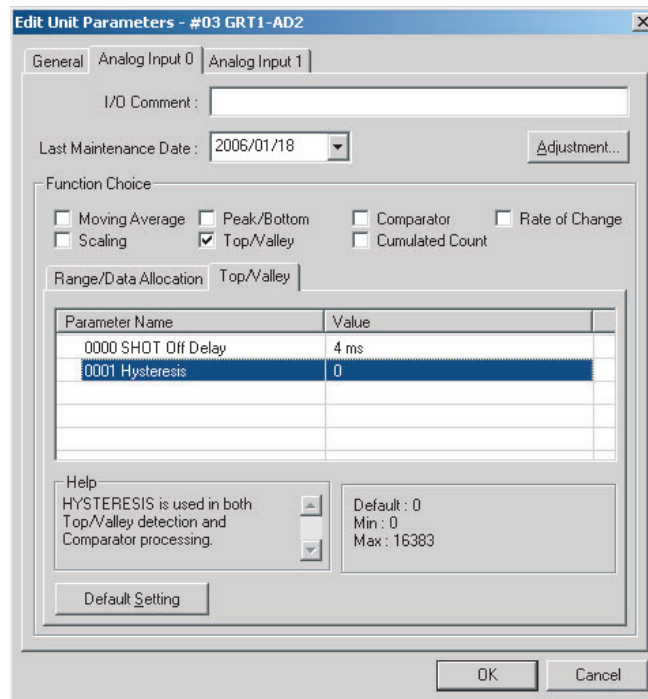 Edit Unit Parameters - #03 GRT1-AD2
General Analog Input 0 Analog Input 1
I/O Comment :
Last Maintenance Date : 2006/01/18 Adjustment...
Function Choice
Moving Average Peak/Bottom Comparator Rate of Change
Scaling Top/Valley Cumulated Count
Range/Data Allocation Top/Valley
Parameter Name Value
0000 SHOT Off Delay 4 ms
0001 Hysteresis 0
Help
HYSTERESIS is used in both
Top/Valley detection and
Comparator processing.
Default : 0
Min : 0
Max : 16383
Default Setting
OK Cancel